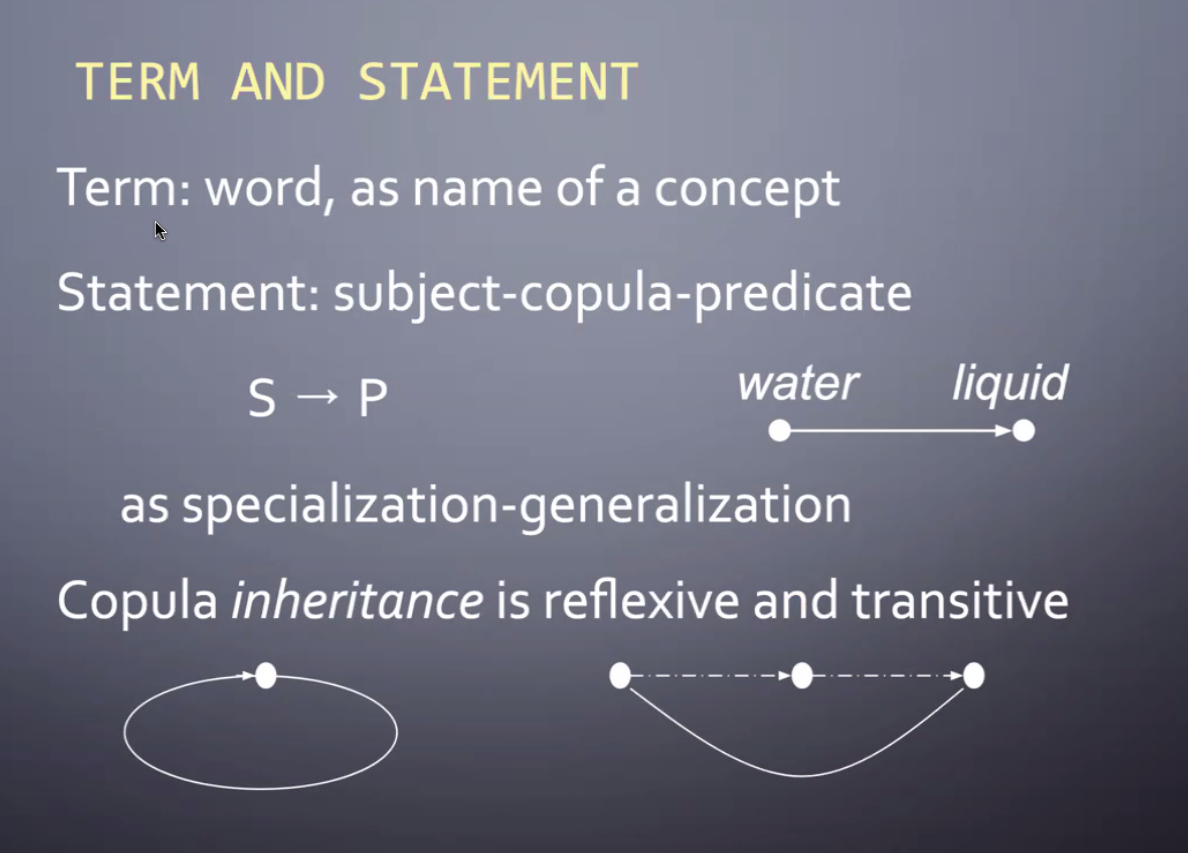 TERM AND STATEMENT
Term: word, as name of a concept
Statement: subject-copula-predicate
S → P
water liquid
as specialization-generalization
Copula inheritance is reflexive and transitive